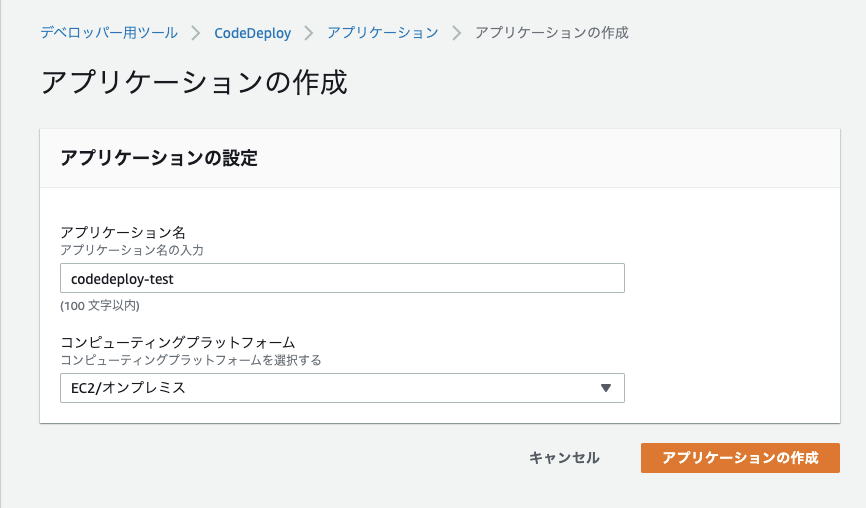 デベロッパー用ツール > CodeDeploy > アプリケーション > アプリケーションの作成
アプリケーションの作成
アプリケーションの設定
アプリケーション名
アプリケーション名の入力
codedeploy-test
(100 文字以内)
コンピューティングプラットフォーム
コンピューティングプラットフォームを選択する
EC2/オンプレミス
キャンセル アプリケーションの作成